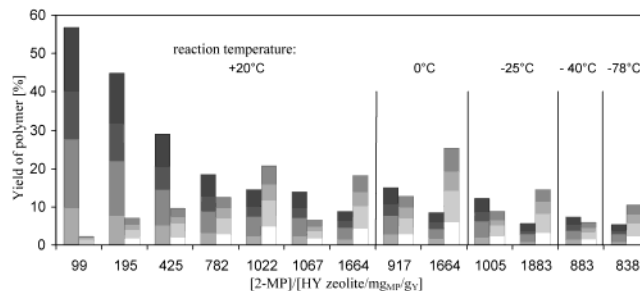 60
50
40
30
20
10
0
Yield of polymer [%]
reaction temperature:
+20°C
0°C
-25°C
- 40°C
-78°C
99 195 425 782 1022 1067 1664 917 1664 1005 1883 883 838
[2-MP]/[HY zeolite/mgMP/gY]